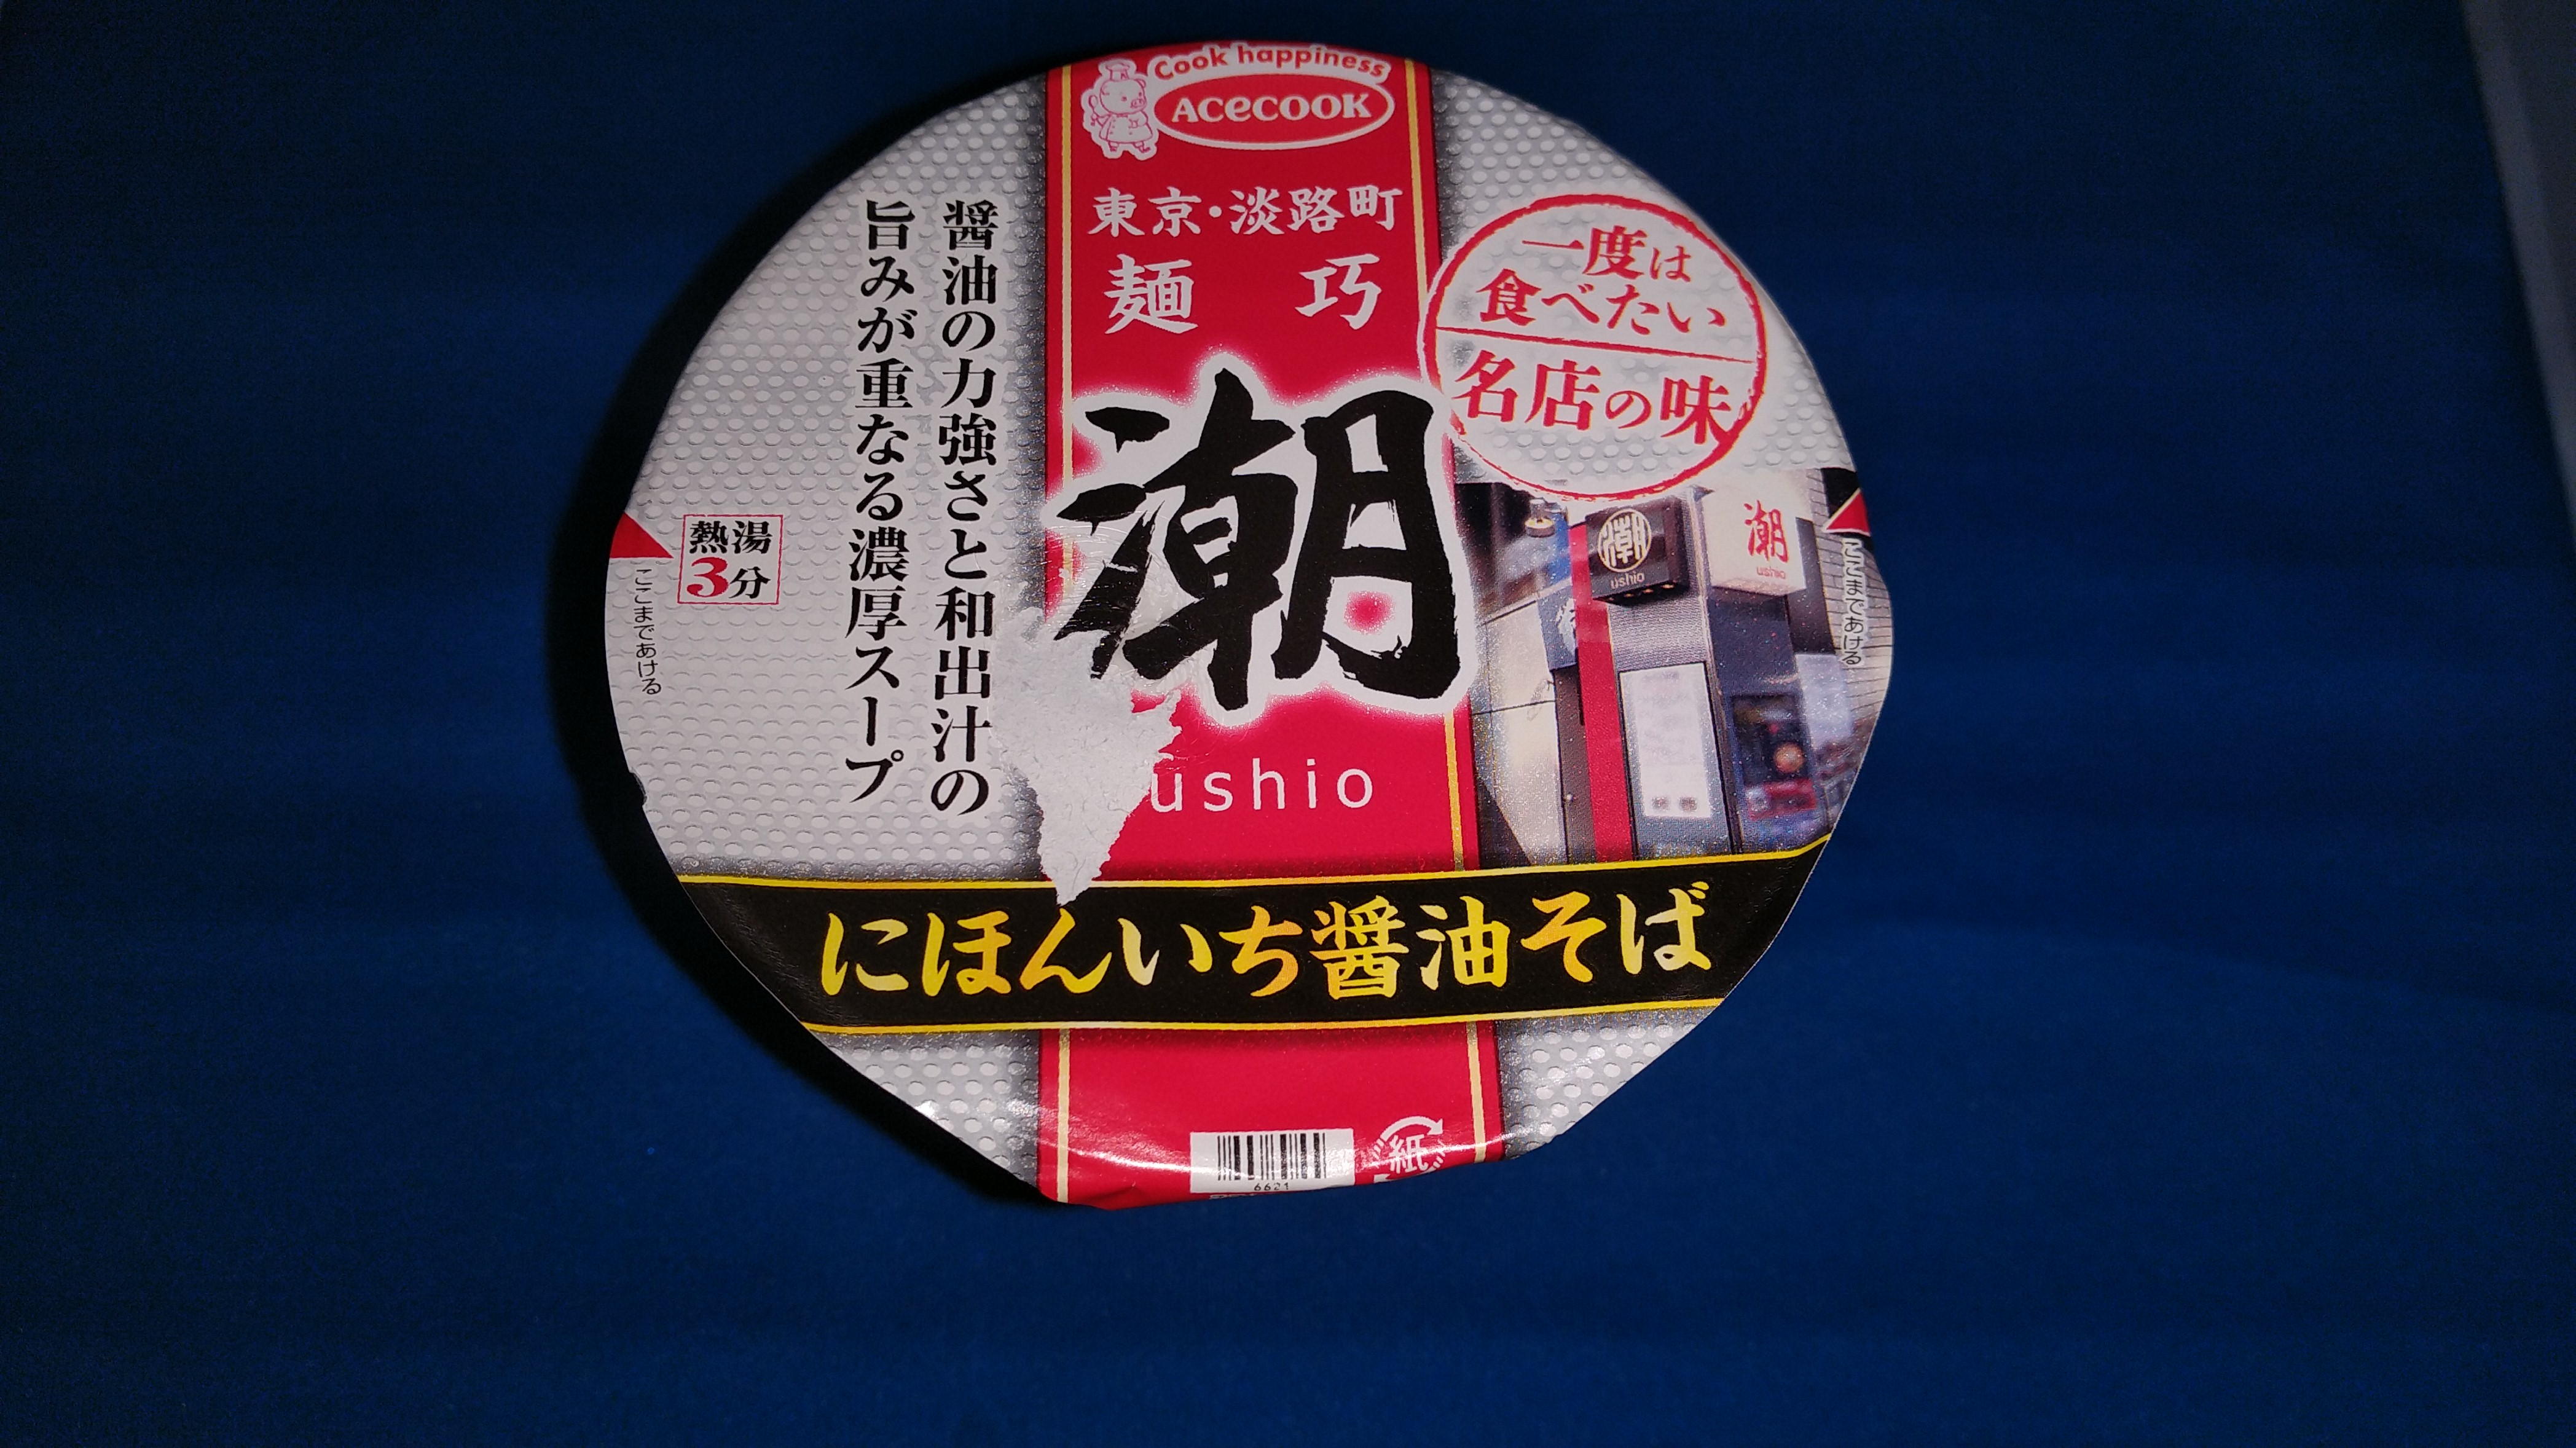 Cook happiness
ACECOOK
東京・淡路町
麺 巧
潮
ushio
一度は
食べたい
名店の味
醤油の力強さと和出汁の
旨みが重なる濃厚スープ
熱湯
3分
ここまであける
潮
ushio
潮
ushio
ここまであける
にほんいち醤油そば
6621
紙